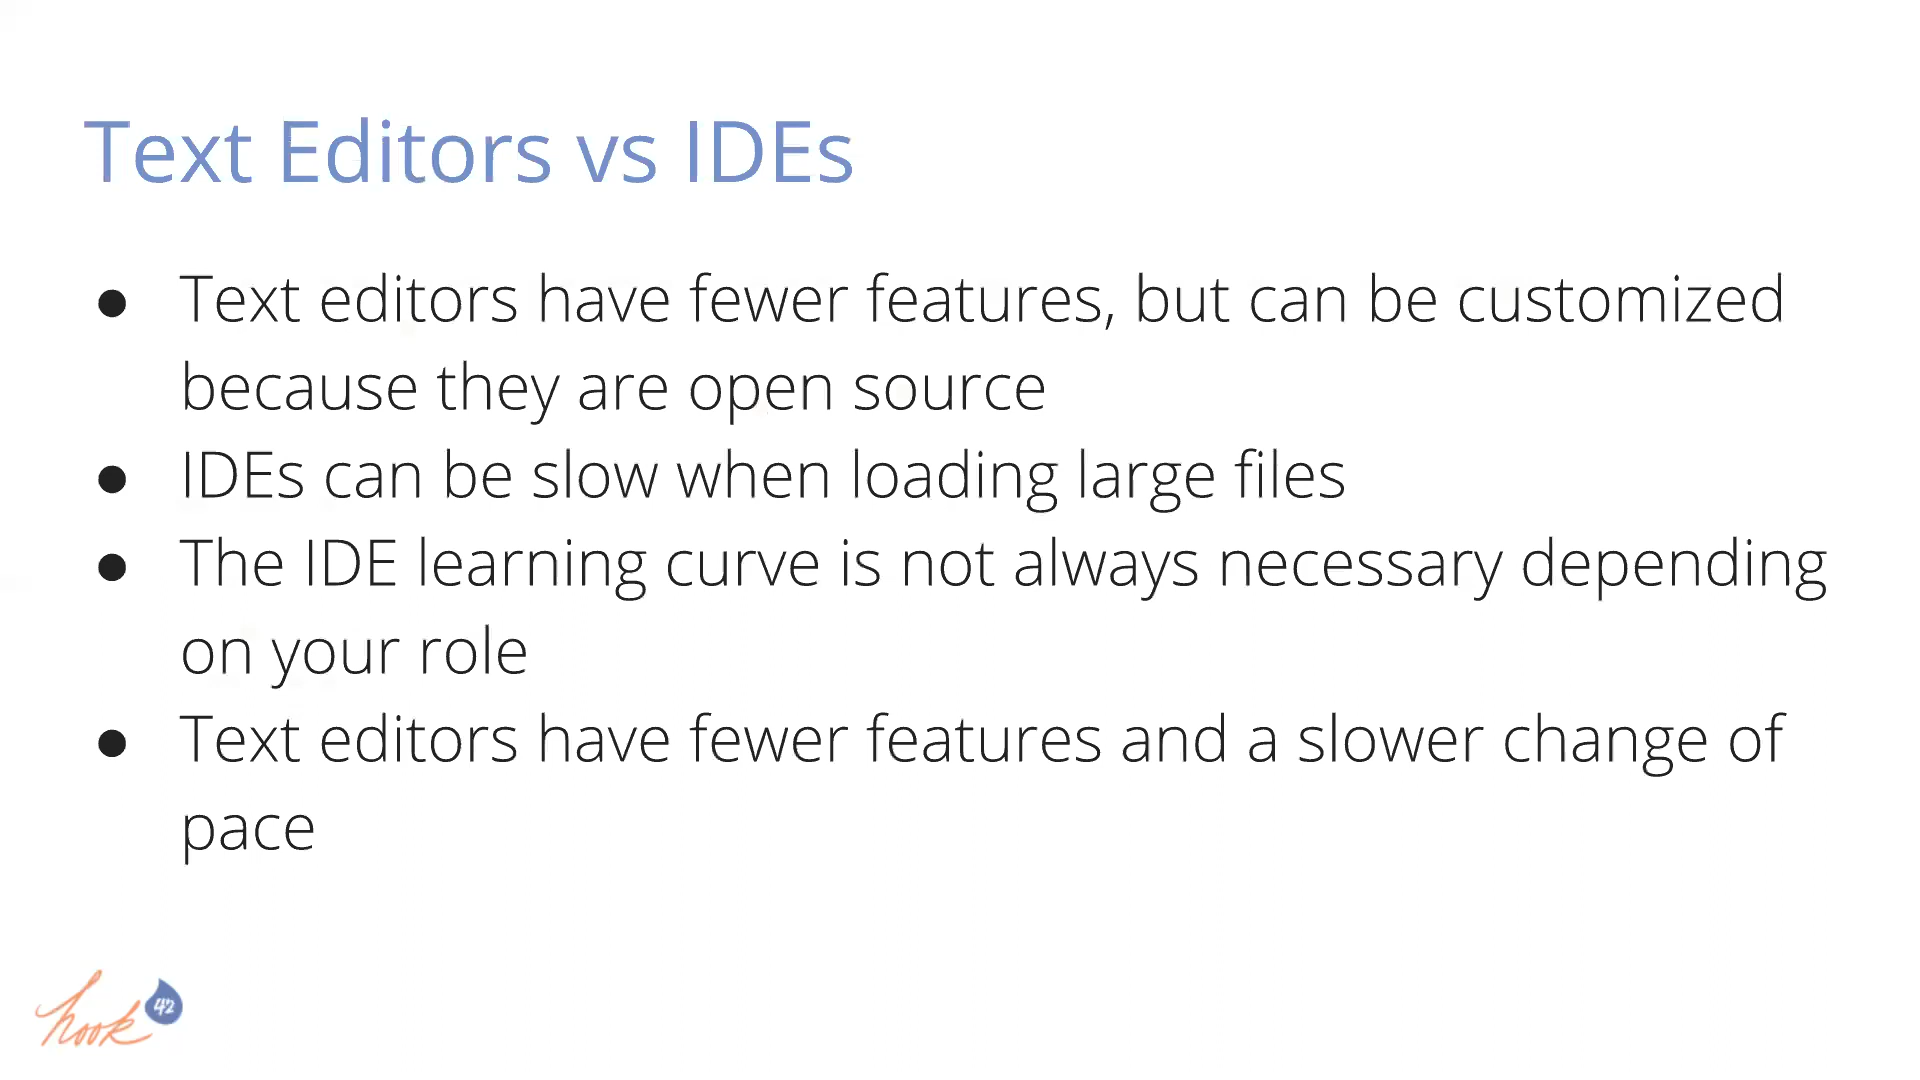 Text Editors vs IDEs
● Text editors have fewer features, but can be customized
because they are open source
● IDEs can be slow when loading large files
● The IDE learning curve is not always necessary depending
on your role
● Text editors have fewer features and a slower change of
pace
hook 42